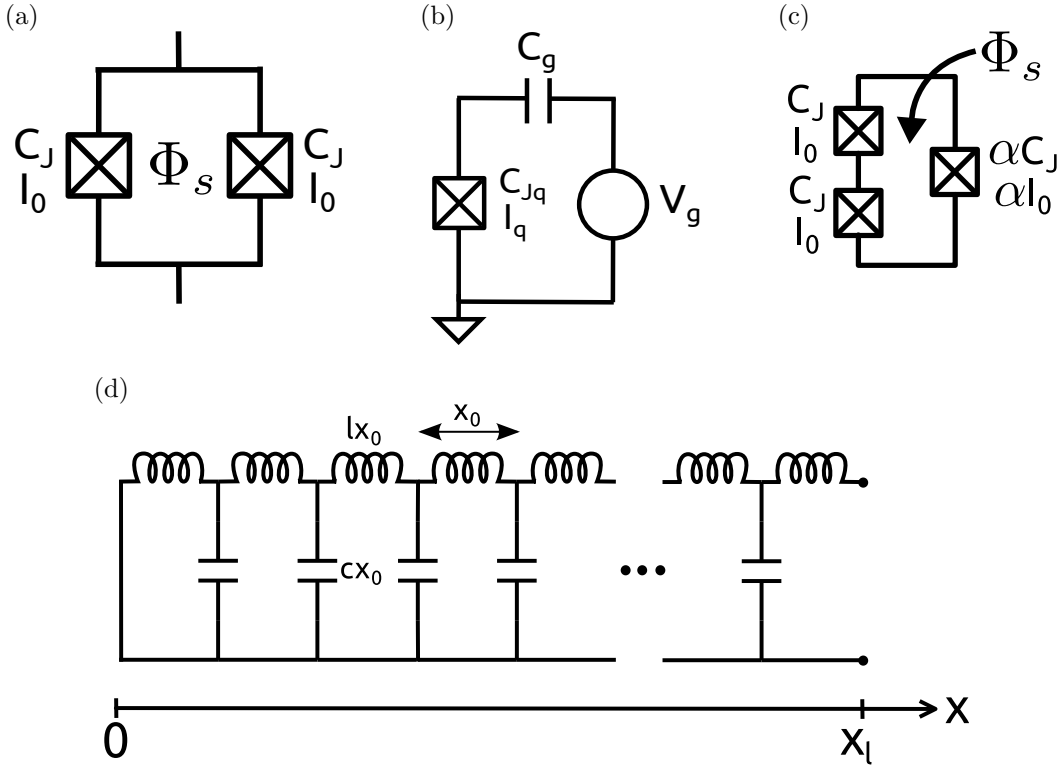 (a)
C_J
I_0
Φ_s
C_J
I_0
(b)
C_g
C_Jq
I_q
V_g
(c)
Φ_s
C_J
I_0
C_J
I_0
αC_J
αI_0
(d)
lx_0
x_0
cx_0
•••
0
x_l
x